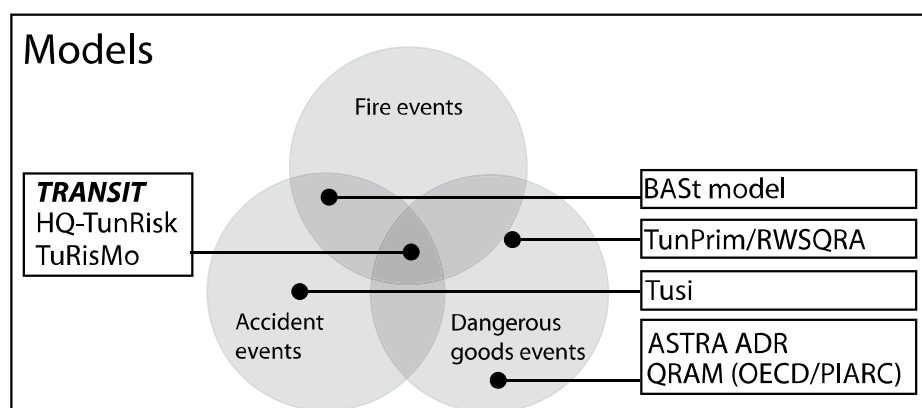 Models
Fire events
TRANSIT
HQ-TunRisk
TuRisMo
BASt model
TunPrim/RWSQRA
Tusi
Accident
events
Dangerous
goods events
ASTRA ADR
QRAM (OECD/PIARC)